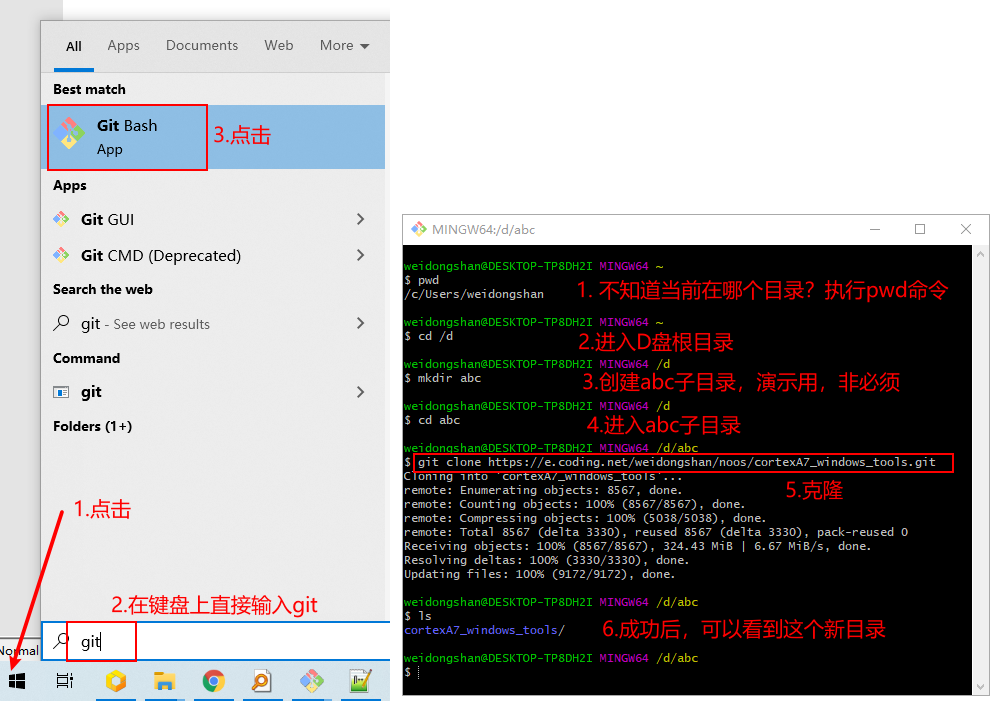 All Apps Documents Web More
Best match
Git Bash
App
3.点击
Apps
Git GUI
Git CMD (Deprecated)
Search the web
git - See web results
Command
git
Folders (1+)
1.点击
2.在键盘上直接输入git
git
Normal
MINGW64:/d/abc
weidongshan@DESKTOP-TP8DH2I MINGW64 ~
$ pwd
/c/Users/weidongshan
1. 不知道当前在哪个目录？执行pwd命令
weidongshan@DESKTOP-TP8DH2I MINGW64 ~
$ cd /d
2.进入D盘根目录
weidongshan@DESKTOP-TP8DH2I MINGW64 /d
$ mkdir abc
3.创建abc子目录，演示用，非必须
weidongshan@DESKTOP-TP8DH2I MINGW64 /d
$ cd abc
4.进入abc子目录
weidongshan@DESKTOP-TP8DH2I MINGW64 /d/abc
$ git clone https://e.coding.net/weidongshan/noos/cortexA7_windows_tools.git
Cloning into 'cortexA7_windows_tools'...
5.克隆
remote: Enumerating objects: 8567, done.
remote: Counting objects: 100% (8567/8567), done.
remote: Compressing objects: 100% (5038/5038), done.
remote: Total 8567 (delta 3330), reused 8567 (delta 3330), pack-reused 0
Receiving objects: 100% (8567/8567), 324.43 MiB | 6.67 MiB/s, done.
Resolving deltas: 100% (3330/3330), done.
Updating files: 100% (9172/9172), done.
weidongshan@DESKTOP-TP8DH2I MINGW64 /d/abc
$ ls
cortexA7_windows_tools/
6.成功后，可以看到这个新目录
weidongshan@DESKTOP-TP8DH2I MINGW64 /d/abc
$